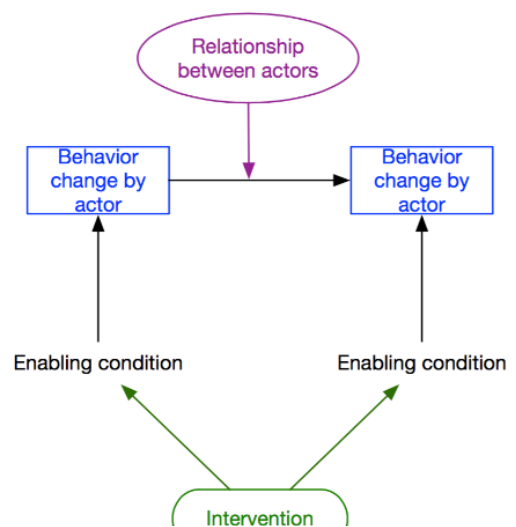 Relationship
between actors
Behavior
change by
actor
Behavior
change by
actor
Enabling condition
Enabling condition
Intervention